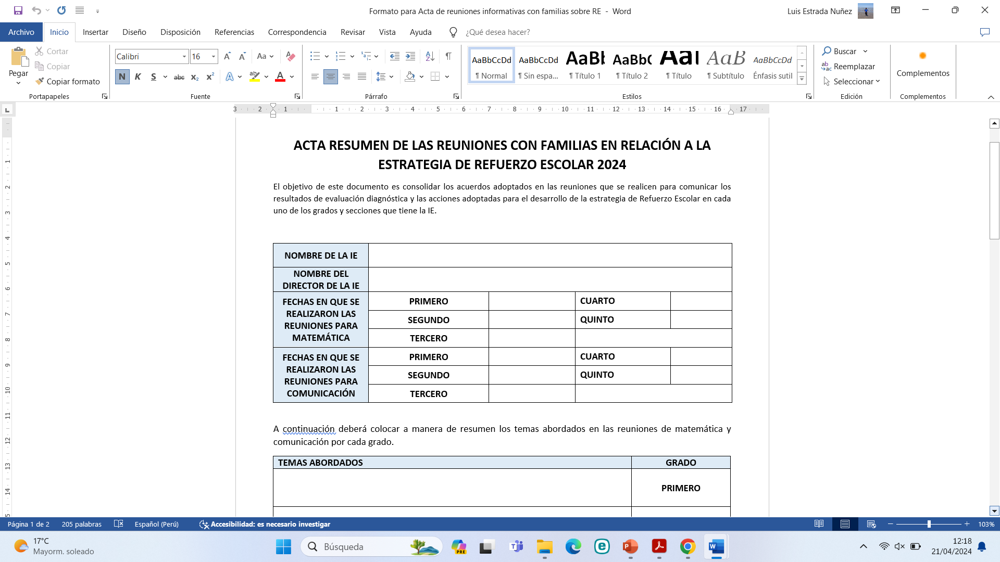 Formato para Acta de reuniones informativas con familias sobre RE - Word
Luis Estrada Nuñez
Archivo Inicio Insertar Diseño Disposición Referencias Correspondencia Revisar Vista Ayuda ¿Qué desea hacer?
Pegar
Cortar
Copiar
Copiar formato
Portapapeles
Calibri 16
N K S abc x₂ x² A A
Fuente
Párrafo
AaBbCcDd AaBbCcDd AaBb AaBbC AaI AaB AaBbCcDd
¶ Normal ¶ Sin espa... ¶ Título 1 ¶ Título 2 ¶ Título ¶ Subtítulo Énfasis sutil
Estilos
Buscar
Reemplazar
Seleccionar
Edición
Complementos
Complementos
3 2 1 1 2 3 4 5 6 7 8 9 10 11 12 13 14 15 16 17
ACTA RESUMEN DE LAS REUNIONES CON FAMILIAS EN RELACIÓN A LA
ESTRATEGIA DE REFUERZO ESCOLAR 2024
El objetivo de este documento es consolidar los acuerdos adoptados en las reuniones que se realicen para comunicar los
resultados de evaluación diagnóstica y las acciones adoptadas para el desarrollo de la estrategia de Refuerzo Escolar en cada
uno de los grados y secciones que tiene la IE.
NOMBRE DE LA IE
NOMBRE DEL
DIRECTOR DE LA IE
FECHAS EN QUE SE
REALIZARON LAS
REUNIONES PARA
MATEMÁTICA
PRIMERO CUARTO
SEGUNDO QUINTO
TERCERO
FECHAS EN QUE SE
REALIZARON LAS
REUNIONES PARA
COMUNICACIÓN
PRIMERO CUARTO
SEGUNDO QUINTO
TERCERO
A continuación deberá colocar a manera de resumen los temas abordados en las reuniones de matemática y
comunicación por cada grado.
TEMAS ABORDADOS GRADO
PRIMERO
Página 1 de 2 205 palabras Español (Perú) Accesibilidad: es necesario investigar 103%
17°C
Mayorm. soleado
Búsqueda
PRE
12:18
21/04/2024